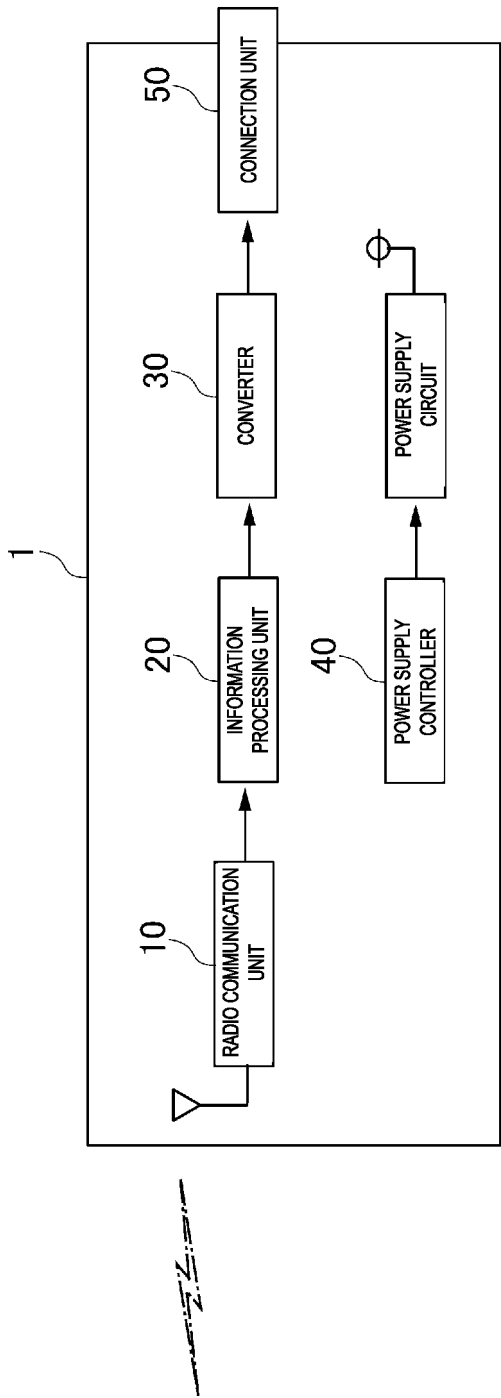 1
10
RADIO COMMUNICATION
UNIT
20
INFORMATION
PROCESSING UNIT
30
CONVERTER
50
CONNECTION UNIT
40
POWER SUPPLY
CONTROLLER
POWER SUPPLY
CIRCUIT